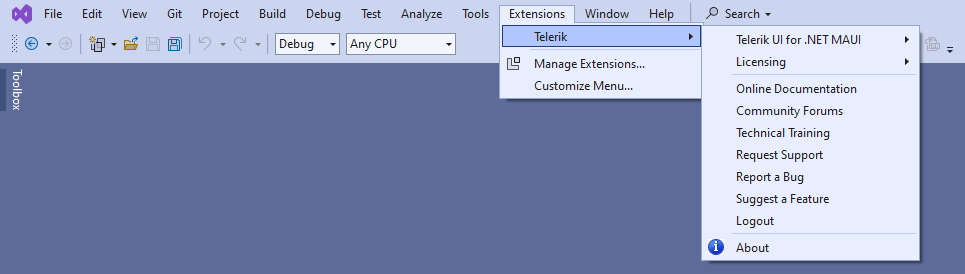 File Edit View Git Project Build Debug Test Analyze Tools Extensions Window Help Search
Debug Any CPU
Toolbox
Telerik
Manage Extensions...
Customize Menu...
Telerik UI for .NET MAUI
Licensing
Online Documentation
Community Forums
Technical Training
Request Support
Report a Bug
Suggest a Feature
Logout
About